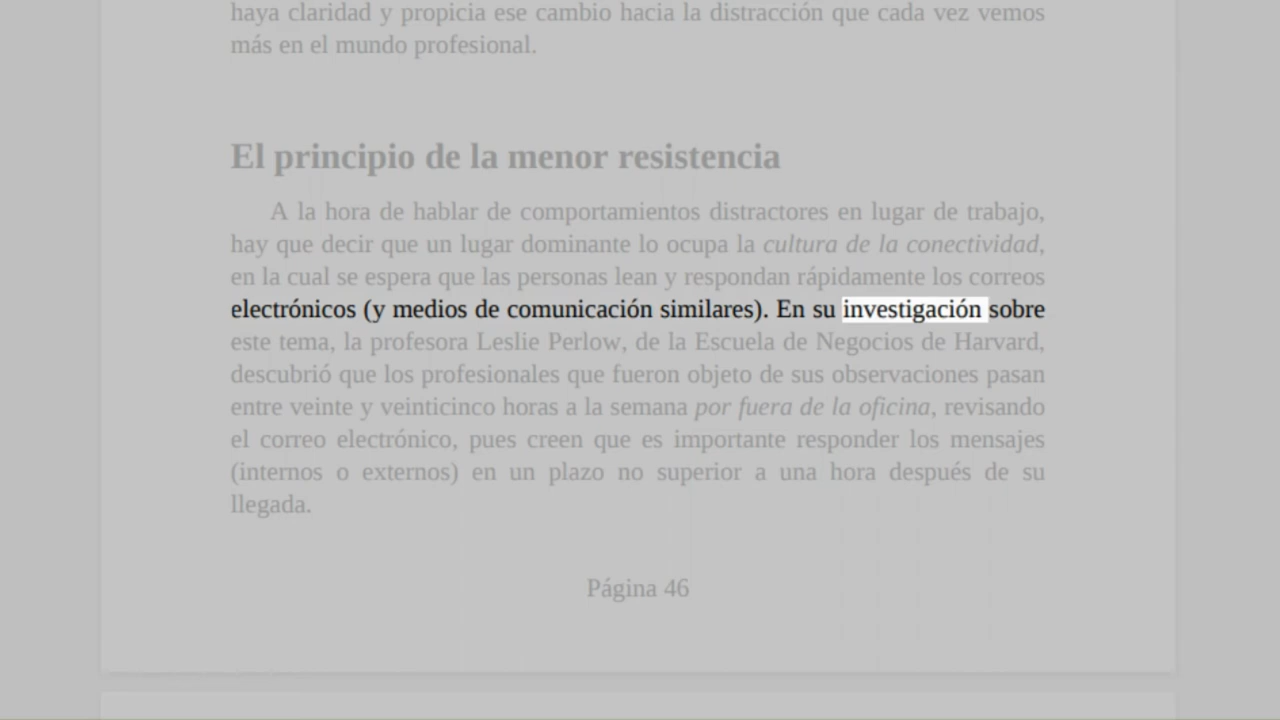 haya claridad y propicia ese cambio hacia la distracción que cada vez vemos
más en el mundo profesional.
El principio de la menor resistencia
A la hora de hablar de comportamientos distractores en lugar de trabajo,
hay que decir que un lugar dominante lo ocupa la cultura de la conectividad,
en la cual se espera que las personas lean y respondan rápidamente los correos
electrónicos (y medios de comunicación similares). En su investigación sobre
este tema, la profesora Leslie Perlow, de la Escuela de Negocios de Harvard,
descubrió que los profesionales que fueron objeto de sus observaciones pasan
entre veinte y veinticinco horas a la semana por fuera de la oficina, revisando
el correo electrónico, pues creen que es importante responder los mensajes
(internos o externos) en un plazo no superior a una hora después de su
llegada.
Página 46